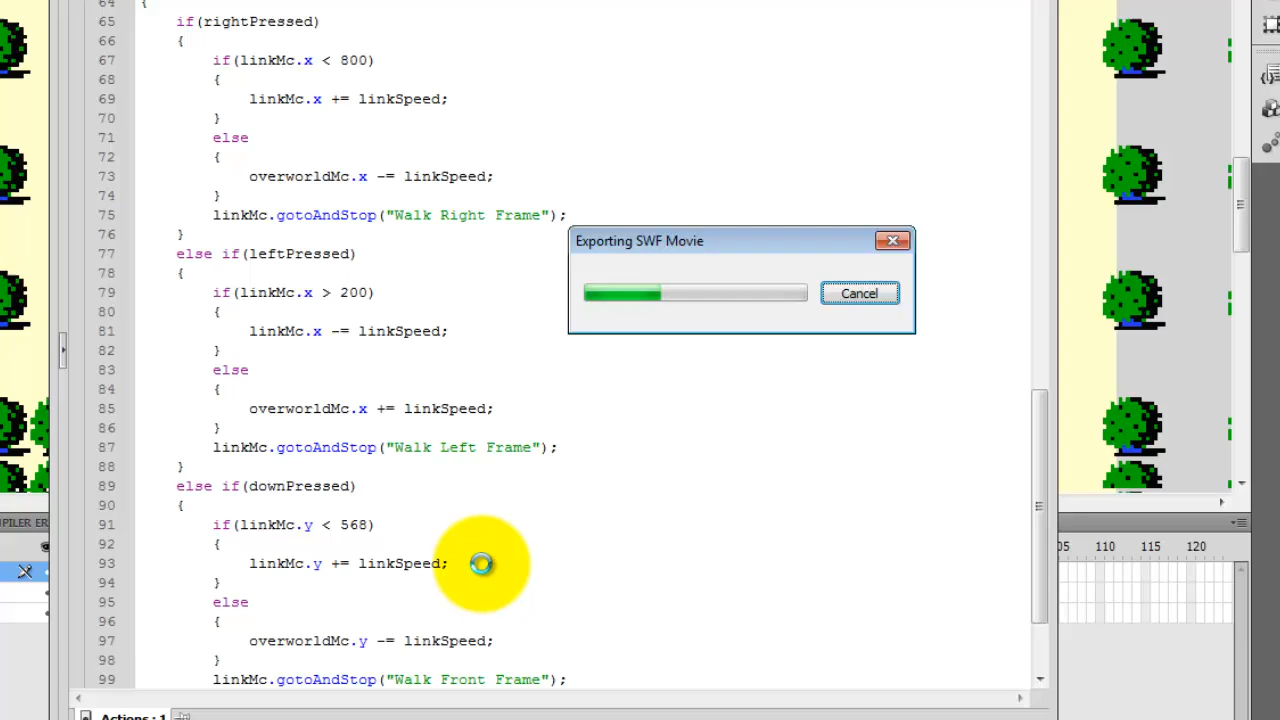 64 {
65 if(rightPressed)
66 {
67 if(linkMc.x < 800)
68 {
69 linkMc.x += linkSpeed;
70 }
71 else
72 {
73 overworldMc.x -= linkSpeed;
74 }
75 linkMc.gotoAndStop("Walk Right Frame");
76 }
77 else if(leftPressed)
78 {
79 if(linkMc.x > 200)
80 {
81 linkMc.x -= linkSpeed;
82 }
83 else
84 {
85 overworldMc.x += linkSpeed;
86 }
87 linkMc.gotoAndStop("Walk Left Frame");
88 }
89 else if(downPressed)
90 {
91 if(linkMc.y < 568)
92 {
93 linkMc.y += linkSpeed;
94 }
95 else
96 {
97 overworldMc.y -= linkSpeed;
98 }
99 linkMc.gotoAndStop("Walk Front Frame");
Exporting SWF Movie
Cancel
PILER ER
05 110 115 120
Actions : 1